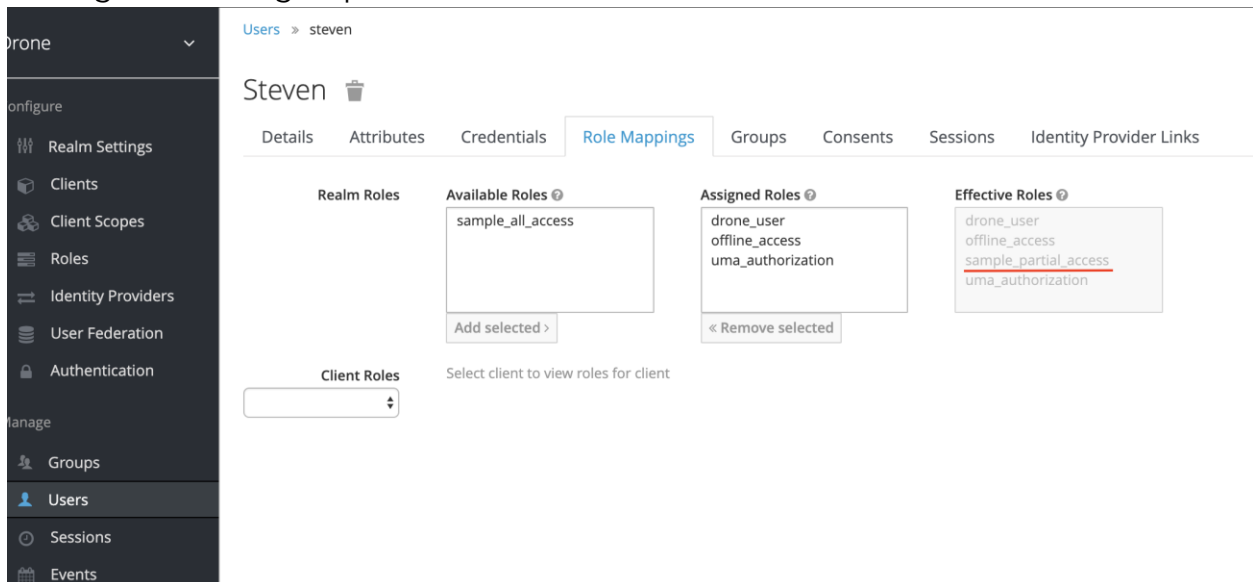 Users » steven
Drone
Steven
Configure
Details Attributes Credentials Role Mappings Groups Consents Sessions Identity Provider Links
Realm Settings
Clients
Client Scopes
Roles
Identity Providers
User Federation
Authentication
Realm Roles
Available Roles
sample_all_access
Add selected ›
Assigned Roles
drone_user
offline_access
uma_authorization
« Remove selected
Effective Roles
drone_user
offline_access
sample_partial_access
uma_authorization
Client Roles
Select client to view roles for client
Manage
Groups
Users
Sessions
Events